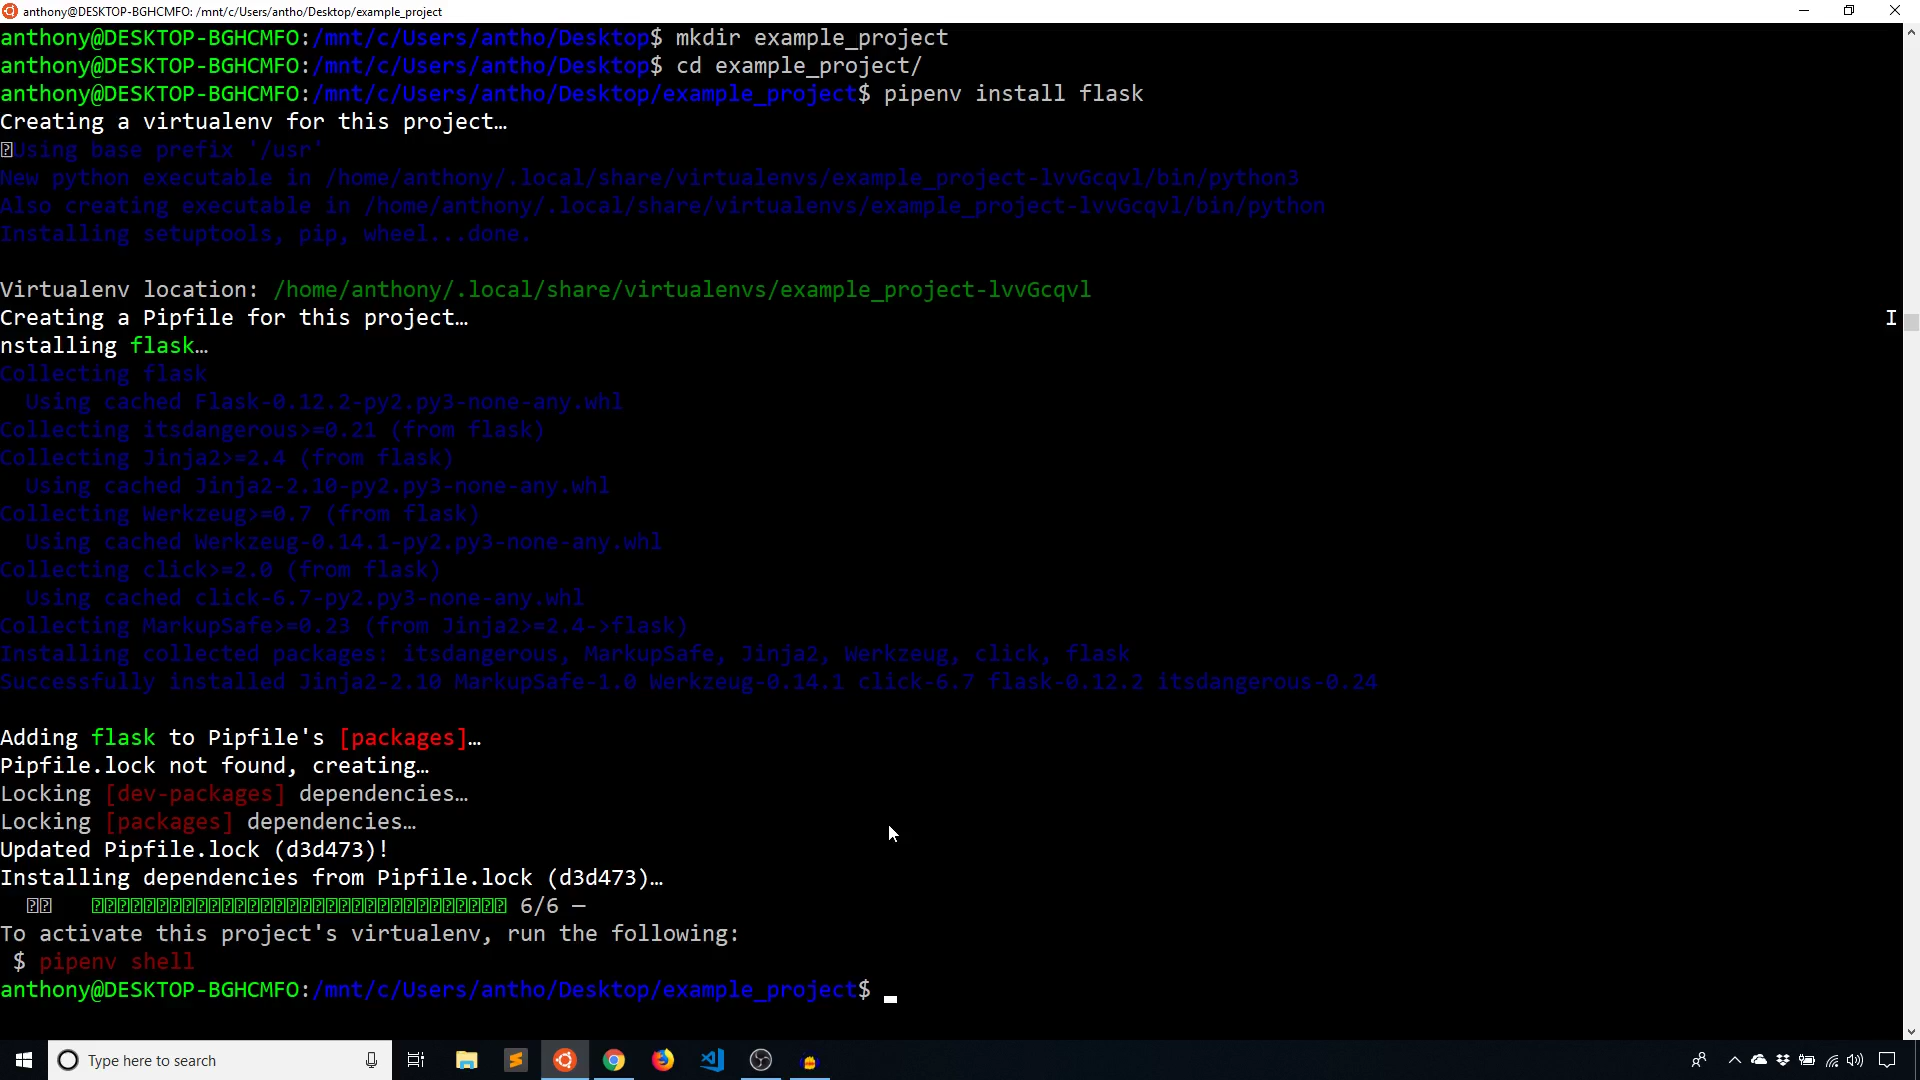 anthony@DESKTOP-BGHCMFO: /mnt/c/Users/antho/Desktop/example_project
anthony@DESKTOP-BGHCMFO:/mnt/c/Users/antho/Desktop$ mkdir example_project
anthony@DESKTOP-BGHCMFO:/mnt/c/Users/antho/Desktop$ cd example_project/
anthony@DESKTOP-BGHCMFO:/mnt/c/Users/antho/Desktop/example_project$ pipenv install flask
Creating a virtualenv for this project…
Using base prefix '/usr'
New python executable in /home/anthony/.local/share/virtualenvs/example_project-lvvGcqvl/bin/python3
Also creating executable in /home/anthony/.local/share/virtualenvs/example_project-lvvGcqvl/bin/python
Installing setuptools, pip, wheel...done.
Virtualenv location: /home/anthony/.local/share/virtualenvs/example_project-lvvGcqvl
Creating a Pipfile for this project…
nstalling flask…
Collecting flask
Using cached Flask-0.12.2-py2.py3-none-any.whl
Collecting itsdangerous>=0.21 (from flask)
Collecting Jinja2>=2.4 (from flask)
Using cached Jinja2-2.10-py2.py3-none-any.whl
Collecting Werkzeug>=0.7 (from flask)
Using cached Werkzeug-0.14.1-py2.py3-none-any.whl
Collecting click>=2.0 (from flask)
Using cached click-6.7-py2.py3-none-any.whl
Collecting MarkupSafe>=0.23 (from Jinja2>=2.4->flask)
Installing collected packages: itsdangerous, MarkupSafe, Jinja2, Werkzeug, click, flask
Successfully installed Jinja2-2.10 MarkupSafe-1.0 Werkzeug-0.14.1 click-6.7 flask-0.12.2 itsdangerous-0.24
Adding flask to Pipfile's [packages]…
Pipfile.lock not found, creating…
Locking [dev-packages] dependencies…
Locking [packages] dependencies…
Updated Pipfile.lock (d3d473)!
Installing dependencies from Pipfile.lock (d3d473)…
6/6 —
To activate this project's virtualenv, run the following:
$ pipenv shell
anthony@DESKTOP-BGHCMFO:/mnt/c/Users/antho/Desktop/example_project$
Type here to search